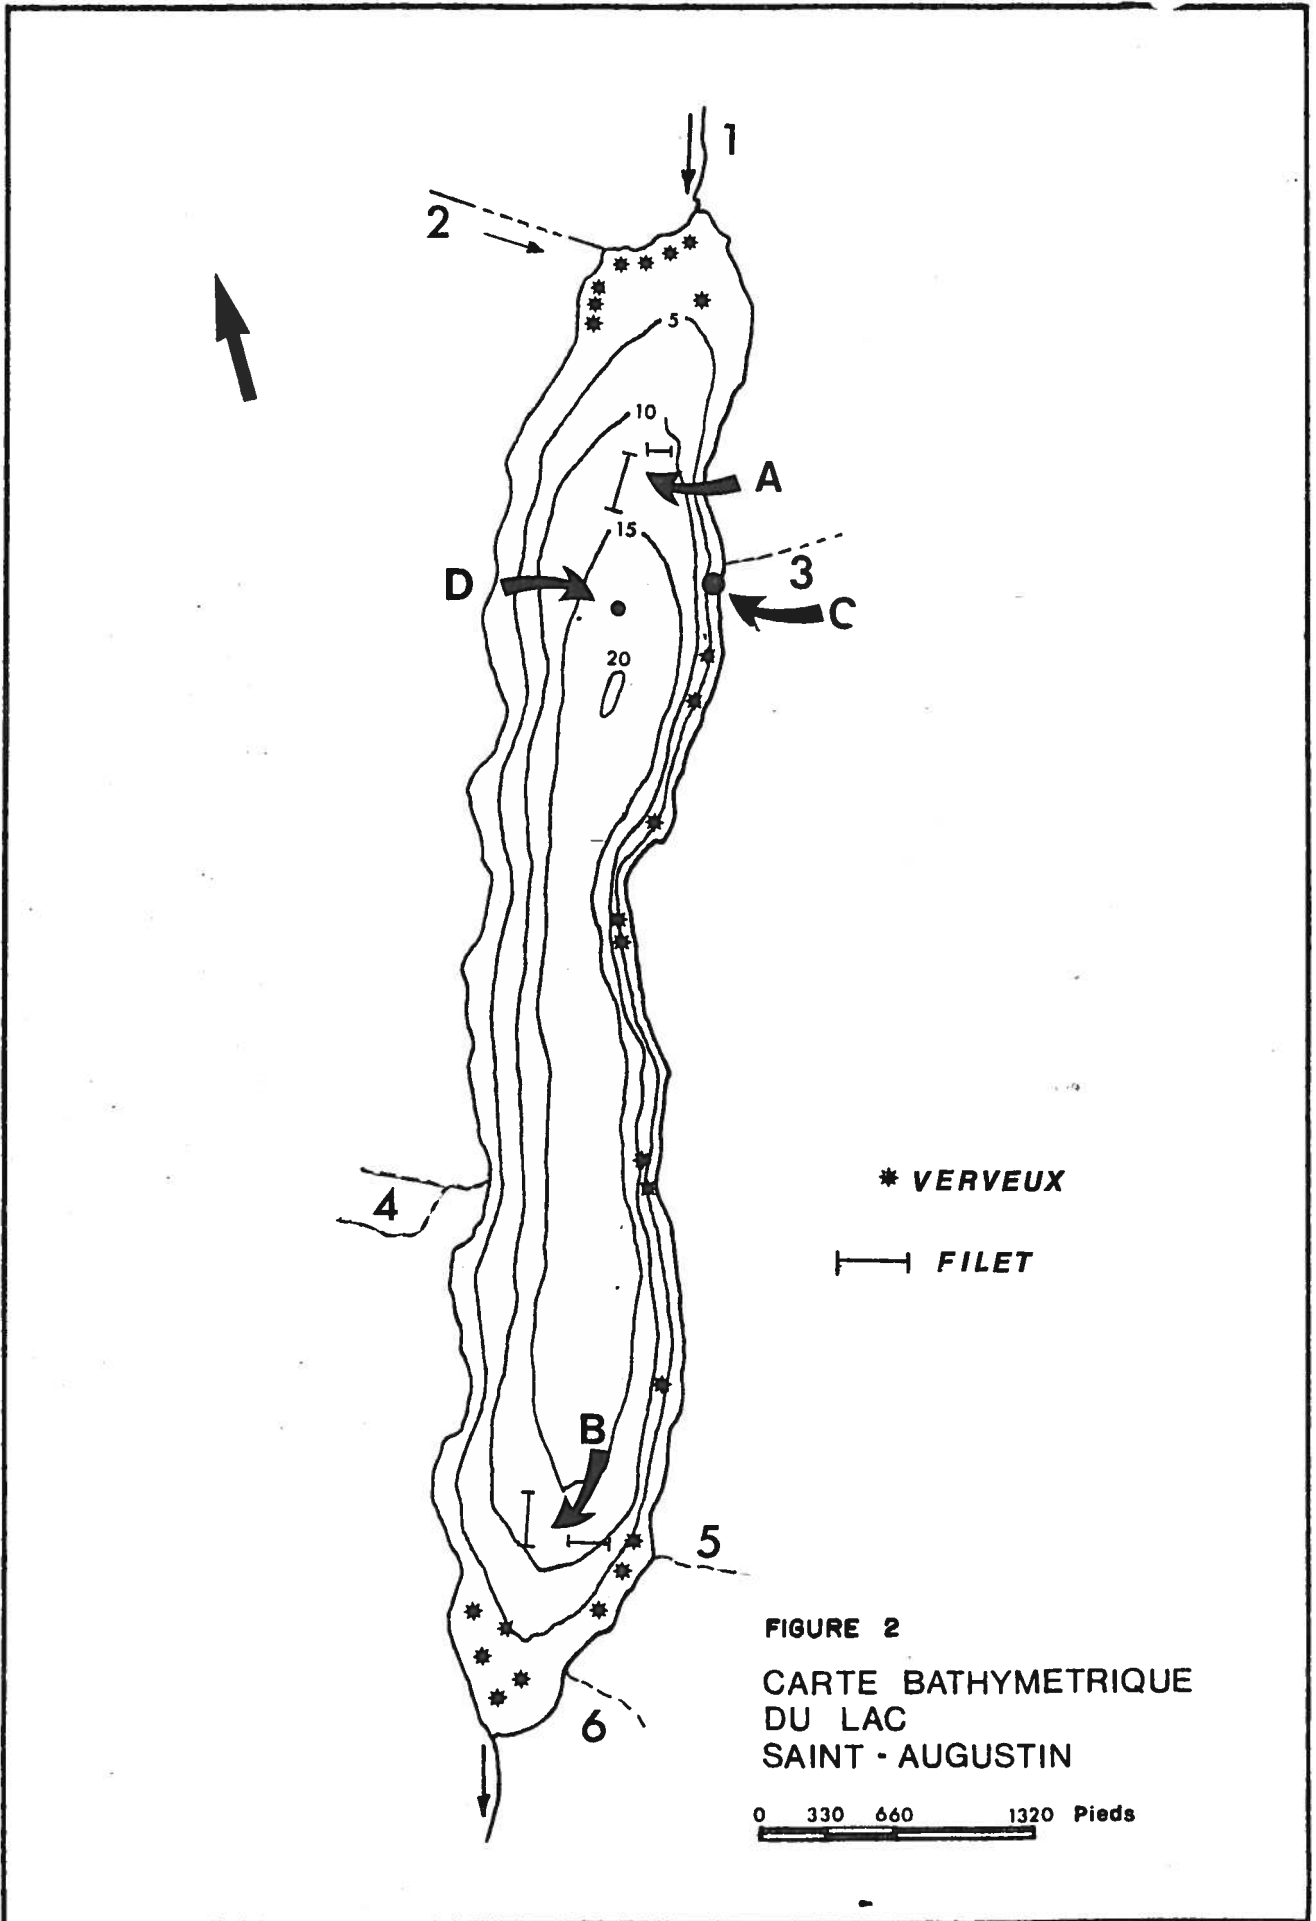 1
2
5
10
A
15
3
D
C
20
4
VERVEUX
FILET
B
5
FIGURE 2
CARTE BATHYMETRIQUE
DU LAC
SAINT - AUGUSTIN
6
0 330 660 1320 Pieds